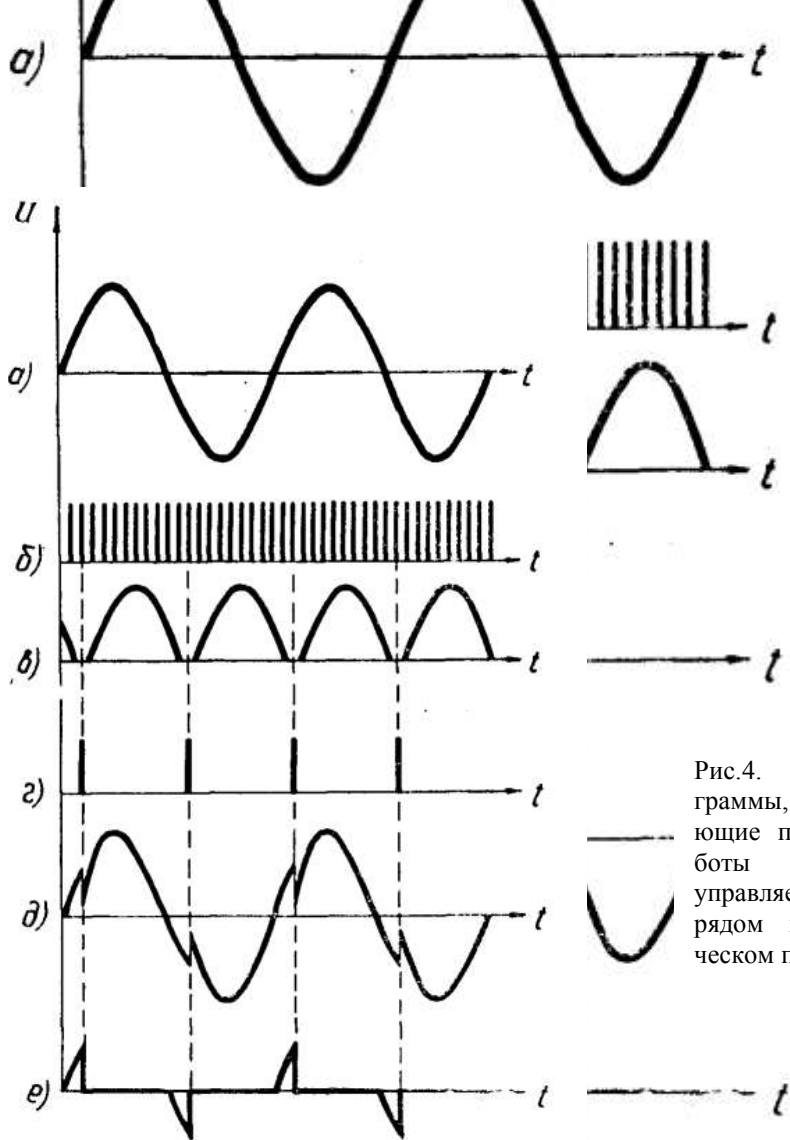 а) t
и
а) t
t
t
б) t
в) t
t
г) t
Рис.4.
граммы,
ющие п
боты
управляе
рядом
ческом п
д) t
е) t
t